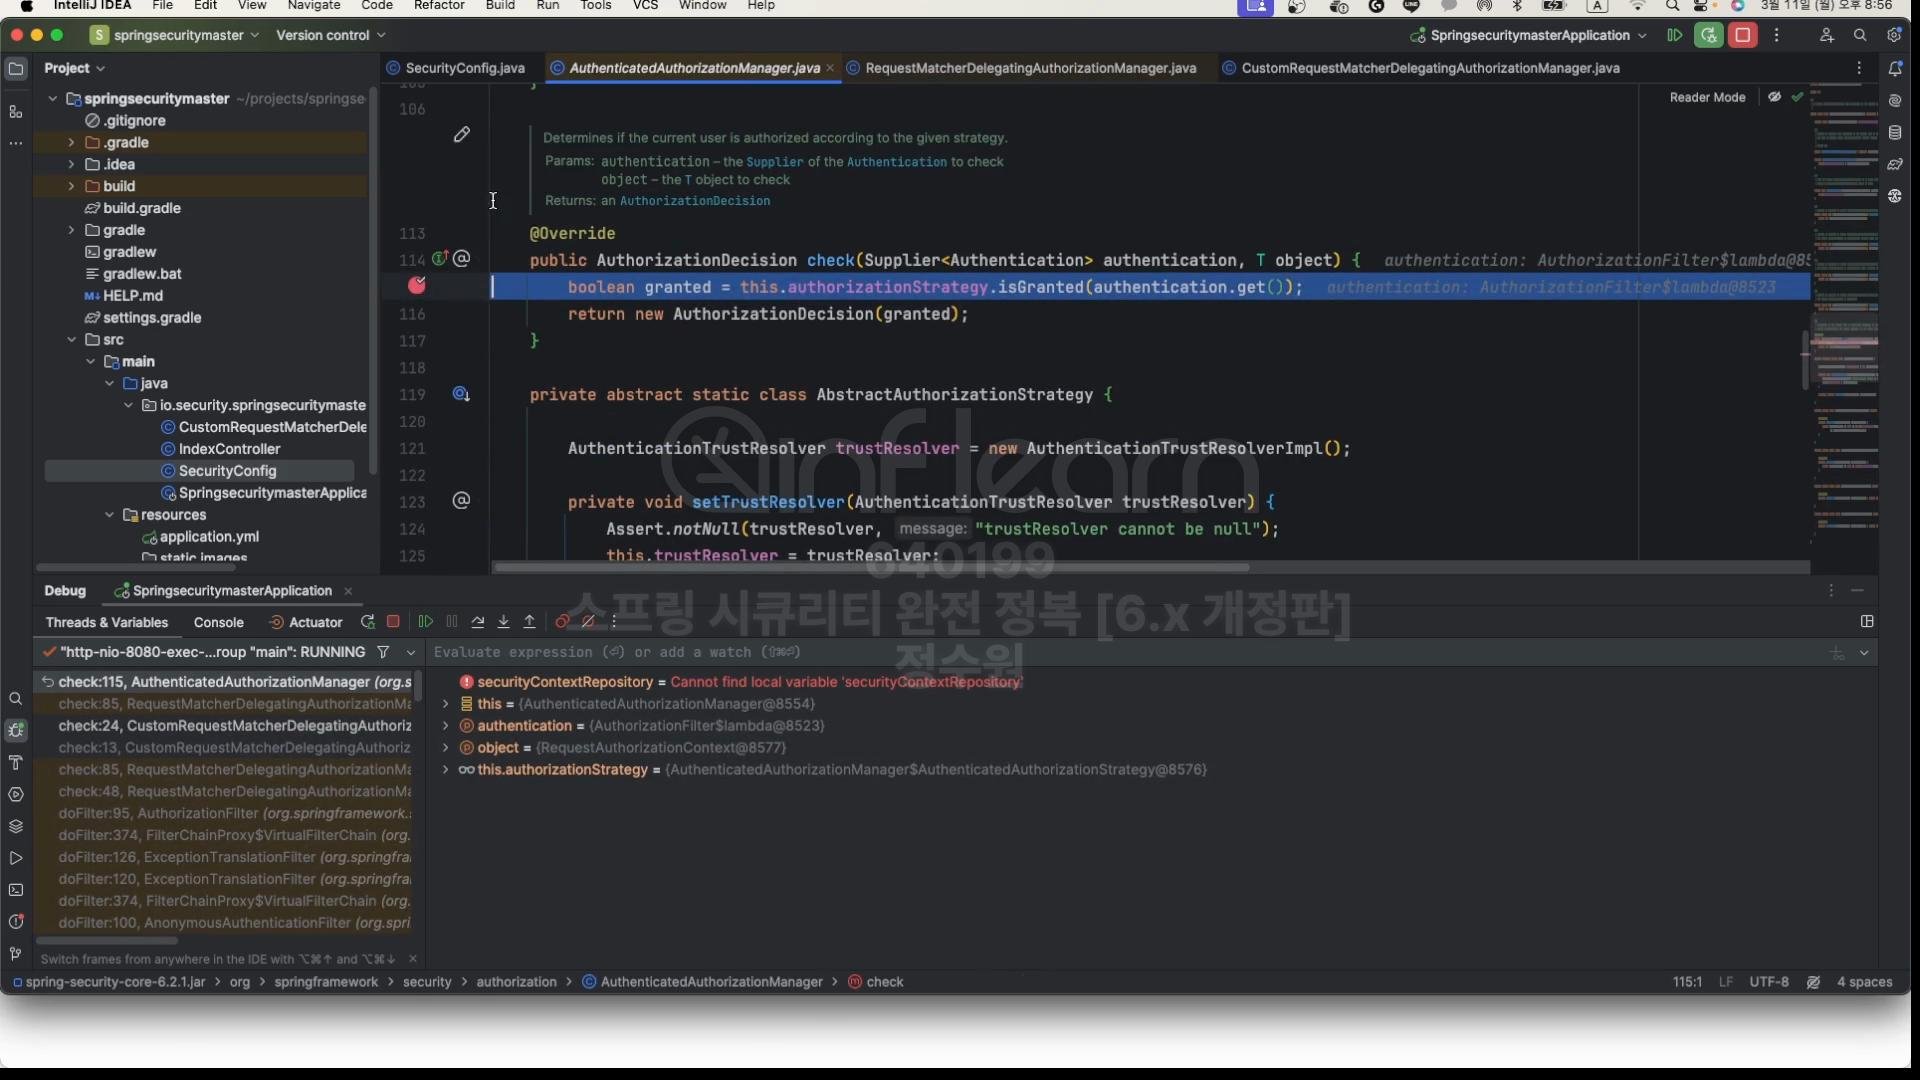 IntelliJ IDEA File Edit View Navigate Code Refactor Build Run Tools VCS Window Help
3월 11일 (월) 오후 8:56
S springsecuritymaster Version control
SpringsecuritymasterApplication
Project
SecurityConfig.java AuthenticatedAuthorizationManager.java RequestMatcherDelegatingAuthorizationManager.java CustomRequestMatcherDelegatingAuthorizationManager.java
springsecuritymaster ~/projects/springse
.gitignore
.gradle
.idea
build
build.gradle
gradle
gradlew
gradlew.bat
HELP.md
settings.gradle
src
main
java
io.security.springsecuritymaste
CustomRequestMatcherDele
IndexController
SecurityConfig
SpringsecuritymasterApplica
resources
application.yml
static.images
Reader Mode
106
Determines if the current user is authorized according to the given strategy.
Params: authentication – the Supplier of the Authentication to check
object – the T object to check
Returns: an AuthorizationDecision
113 @Override
114 public AuthorizationDecision check(Supplier<Authentication> authentication, T object) { authentication: AuthorizationFilter$lambda@85
boolean granted = this.authorizationStrategy.isGranted(authentication.get()); authentication: AuthorizationFilter$lambda@8523
116 return new AuthorizationDecision(granted);
117 }
118
119 private abstract static class AbstractAuthorizationStrategy {
120
121 AuthenticationTrustResolver trustResolver = new AuthenticationTrustResolverImpl();
122
123 private void setTrustResolver(AuthenticationTrustResolver trustResolver) {
124 Assert.notNull(trustResolver, message: "trustResolver cannot be null");
125 this.trustResolver = trustResolver;
inflearn
640199
스프링 시큐리티 완전 정복 [6.x 개정판]
정수원
Debug SpringsecuritymasterApplication
Threads & Variables Console Actuator
"http-nio-8080-exec-...roup "main": RUNNING
Evaluate expression (⏎) or add a watch (⇧⌘⏎)
check:115, AuthenticatedAuthorizationManager (org.s
check:85, RequestMatcherDelegatingAuthorizationMa
check:24, CustomRequestMatcherDelegatingAuthoriz
check:13, CustomRequestMatcherDelegatingAuthoriz
check:85, RequestMatcherDelegatingAuthorizationMa
check:48, RequestMatcherDelegatingAuthorizationMa
doFilter:95, AuthorizationFilter (org.springframework.
doFilter:374, FilterChainProxy$VirtualFilterChain (org.
doFilter:126, ExceptionTranslationFilter (org.springfra
doFilter:120, ExceptionTranslationFilter (org.springfra
doFilter:374, FilterChainProxy$VirtualFilterChain (org.
doFilter:100, AnonymousAuthenticationFilter (org.spri
securityContextRepository = Cannot find local variable 'securityContextRepository'
this = {AuthenticatedAuthorizationManager@8554}
authentication = {AuthorizationFilter$lambda@8523}
object = {RequestAuthorizationContext@8577}
this.authorizationStrategy = {AuthenticatedAuthorizationManager$AuthenticatedAuthorizationStrategy@8576}
Switch frames from anywhere in the IDE with ⌥⌘↑ and ⌥⌘↓
spring-security-core-6.2.1.jar > org > springframework > security > authorization > AuthenticatedAuthorizationManager > check
115:1 LF UTF-8 4 spaces